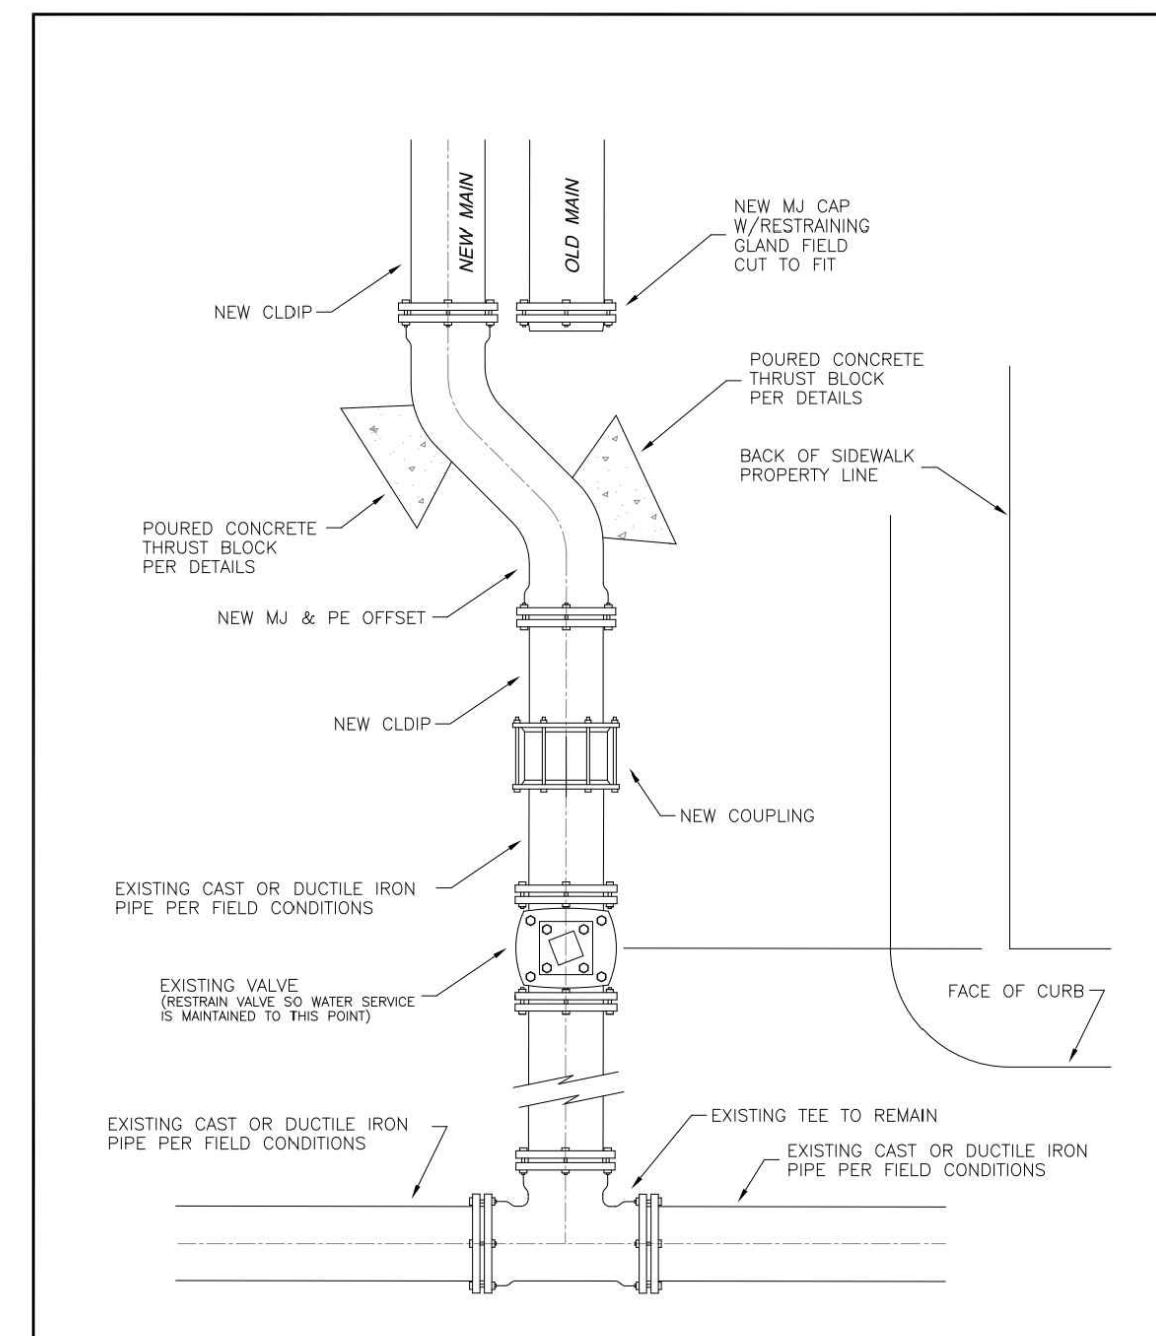 NEW MAIN
OLD MAIN
NEW MJ CAP
W/RESTRAINING
GLAND FIELD
CUT TO FIT
NEW CLDIP
POURED CONCRETE
THRUST BLOCK
PER DETAILS
BACK OF SIDEWALK
PROPERTY LINE
POURED CONCRETE
THRUST BLOCK
PER DETAILS
NEW MJ & PE OFFSET
NEW CLDIP
NEW COUPLING
EXISTING CAST OR DUCTILE IRON
PIPE PER FIELD CONDITIONS
EXISTING VALVE
(RESTRAIN VALVE SO WATER SERVICE
IS MAINTAINED TO THIS POINT)
FACE OF CURB
EXISTING CAST OR DUCTILE IRON
PIPE PER FIELD CONDITIONS
EXISTING TEE TO REMAIN
EXISTING CAST OR DUCTILE IRON
PIPE PER FIELD CONDITIONS